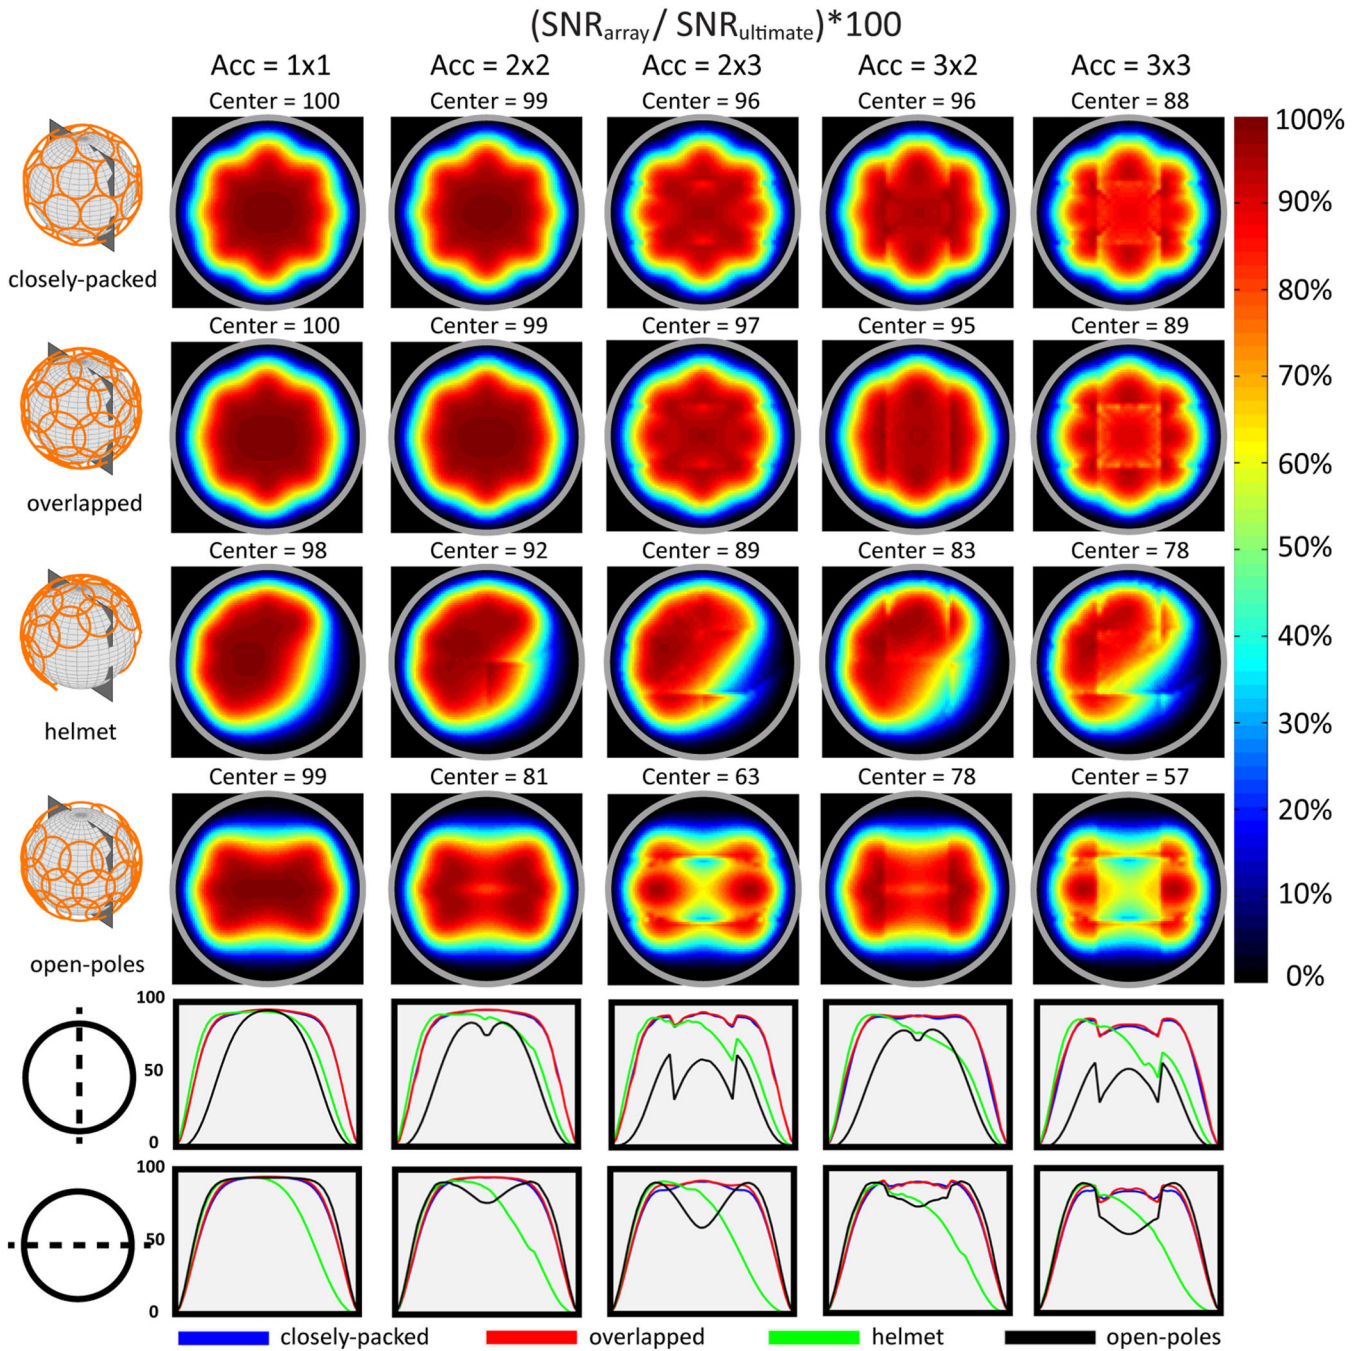 (SNRarray / SNRultimate)*100
Acc = 1x1 Acc = 2x2 Acc = 2x3 Acc = 3x2 Acc = 3x3
Center = 100 Center = 99 Center = 96 Center = 96 Center = 88
closely-packed
Center = 100 Center = 99 Center = 97 Center = 95 Center = 89
overlapped
Center = 98 Center = 92 Center = 89 Center = 83 Center = 78
helmet
Center = 99 Center = 81 Center = 63 Center = 78 Center = 57
open-poles
100%
90%
80%
70%
60%
50%
40%
30%
20%
10%
0%
100
50
0
100
50
0
closely-packed overlapped helmet open-poles